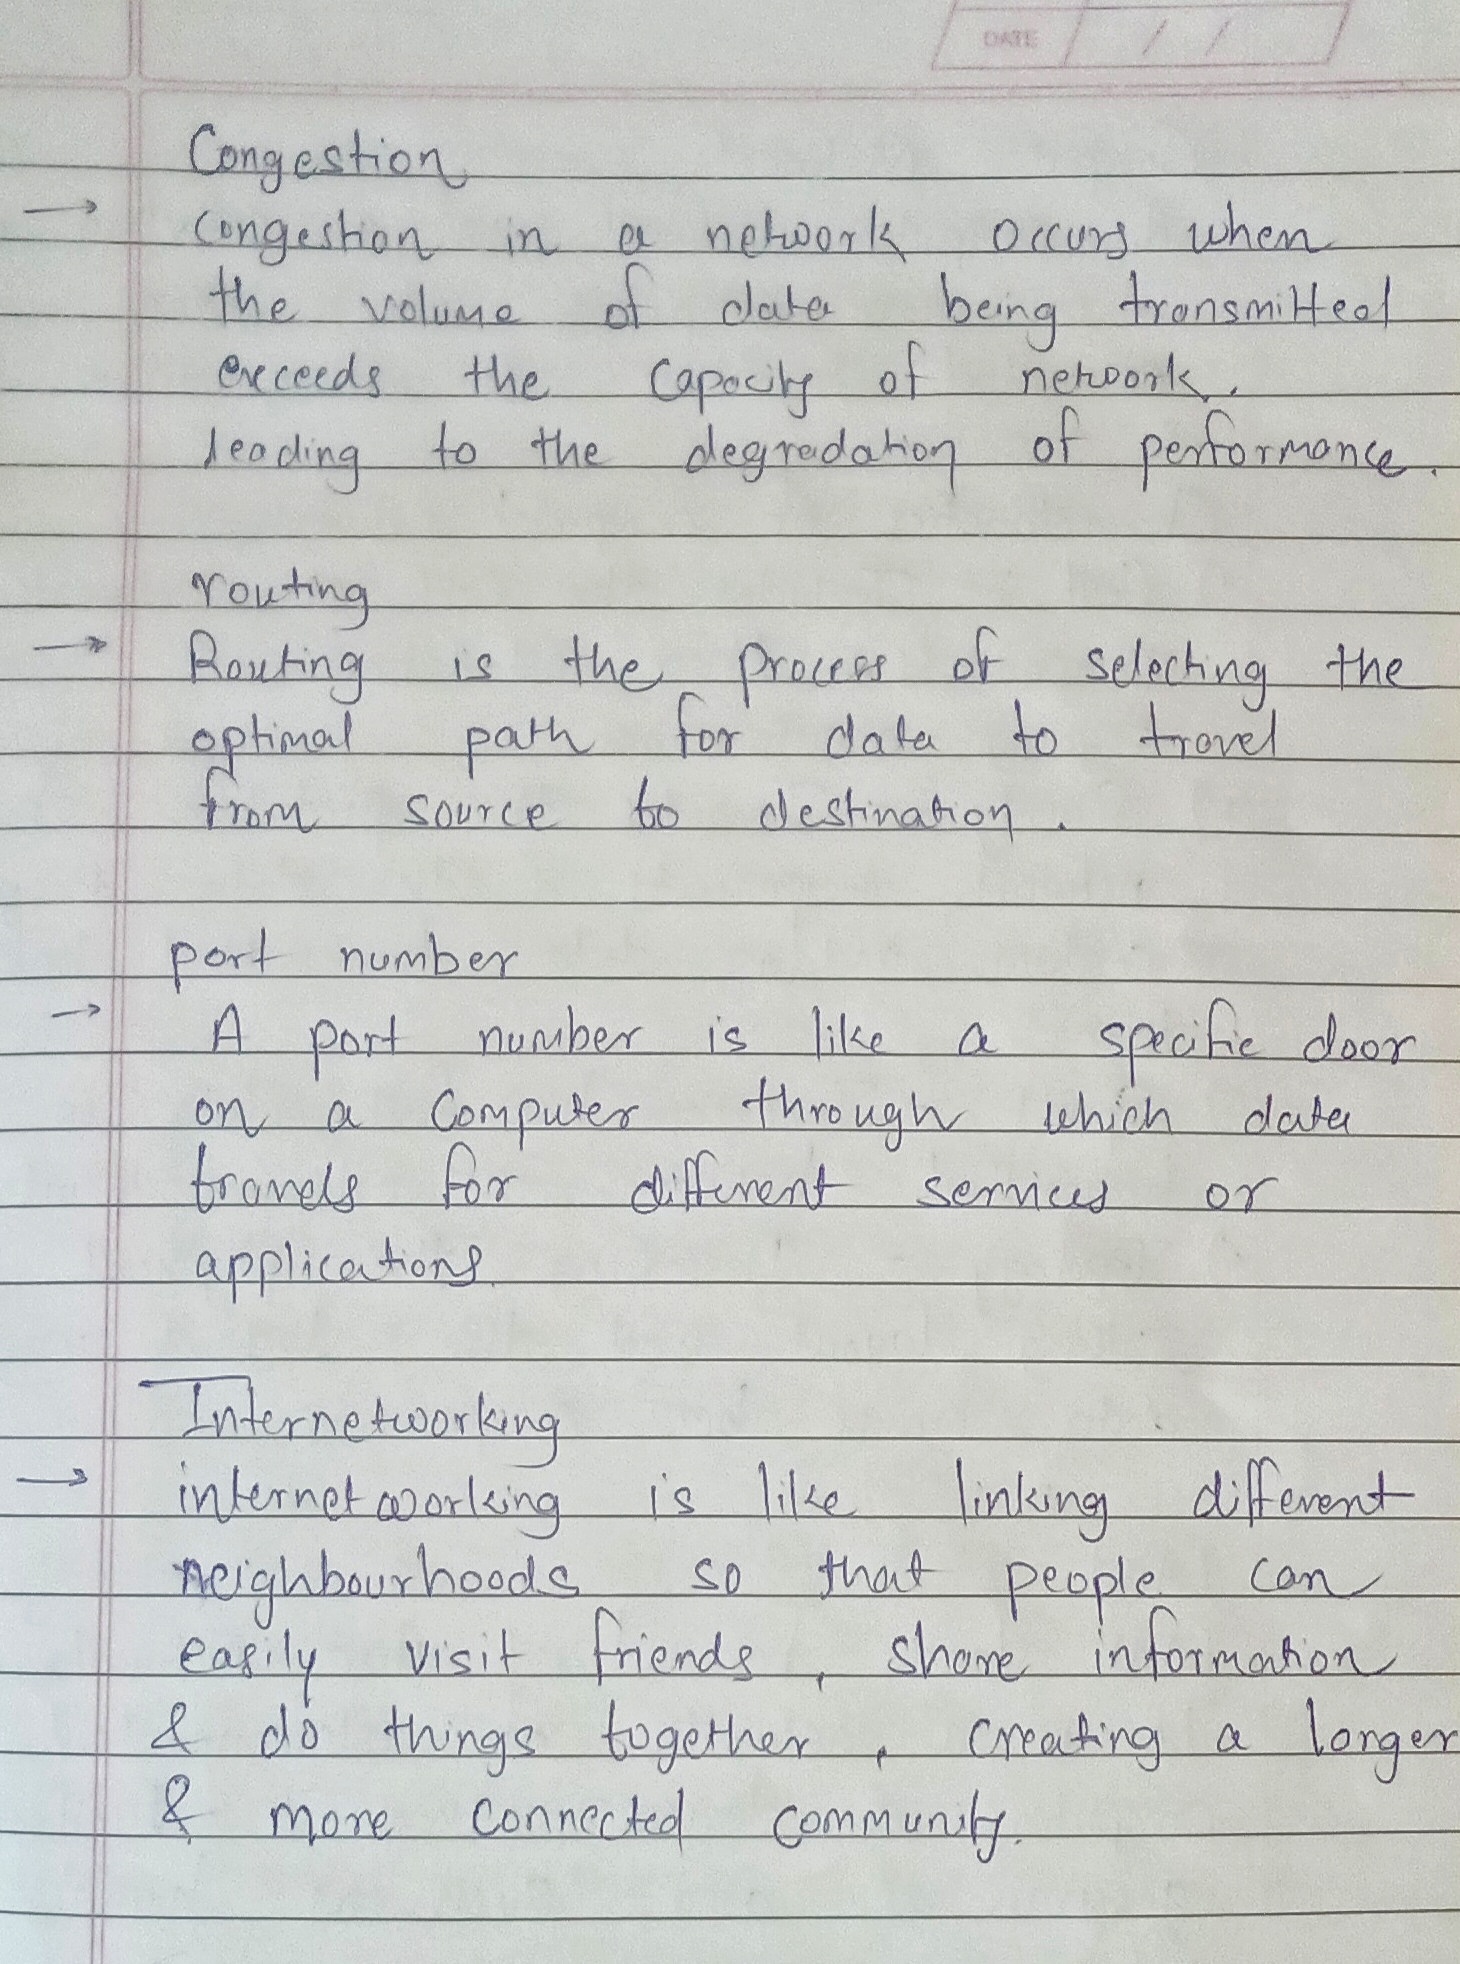 DATE / /
Congestion
→ Congestion in a network occurs when
the volume of data being transmitted
exceeds the capacity of network.
leading to the degradation of performance.
routing
→ Routing is the process of selecting the
optimal path for data to travel
from source to destination.
port number
→ A port number is like a specific door
on a computer through which data
travels for different services or
applications.
Internetworking
→ internetworking is like linking different
neighbourhoods so that people can
easily visit friends, share information
& do things together, creating a larger
& more connected community.